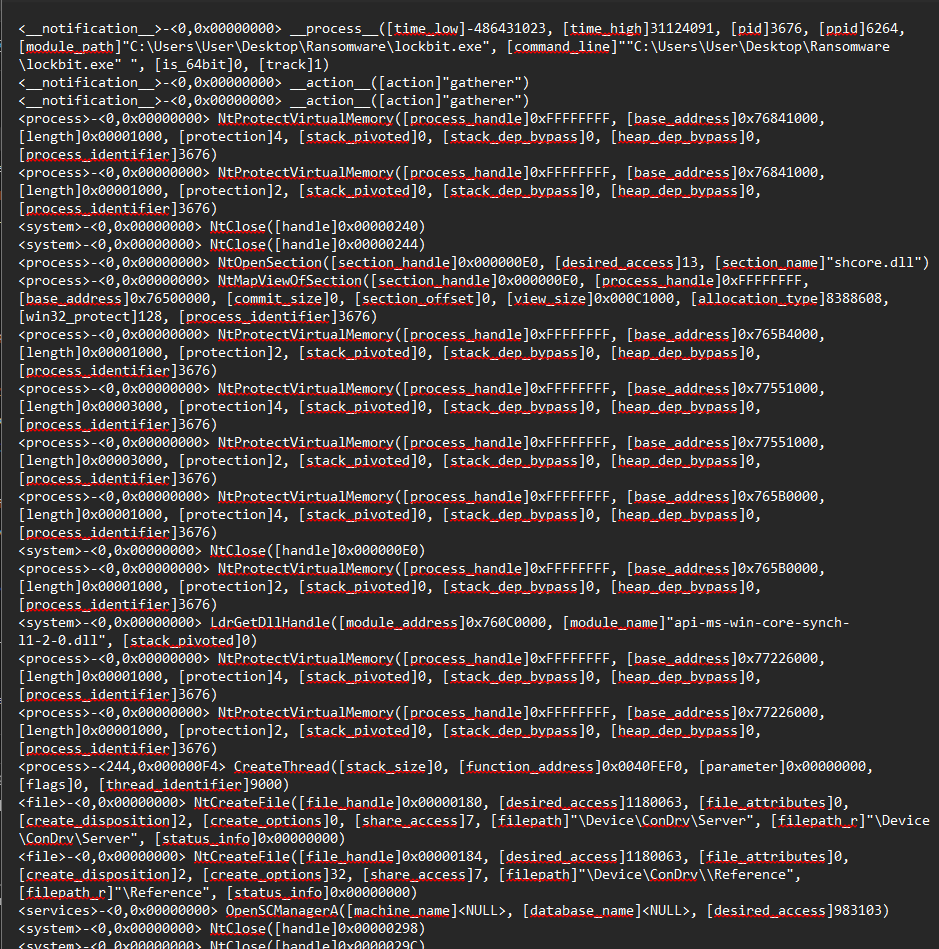 <__notification__>-<0,0x00000000> __process__([time_low]-486431023, [time_high]31124091, [pid]3676, [ppid]6264,
[module_path]"C:\Users\User\Desktop\Ransomware\lockbit.exe", [command_line]""C:\Users\User\Desktop\Ransomware
\lockbit.exe" ", [is_64bit]0, [track]1)
<__notification__>-<0,0x00000000> __action__([action]"gatherer")
<__notification__>-<0,0x00000000> __action__([action]"gatherer")
<process>-<0,0x00000000> NtProtectVirtualMemory([process_handle]0xFFFFFFFF, [base_address]0x76841000,
[length]0x00001000, [protection]4, [stack_pivoted]0, [stack_dep_bypass]0, [heap_dep_bypass]0,
[process_identifier]3676)
<process>-<0,0x00000000> NtProtectVirtualMemory([process_handle]0xFFFFFFFF, [base_address]0x76841000,
[length]0x00001000, [protection]2, [stack_pivoted]0, [stack_dep_bypass]0, [heap_dep_bypass]0,
[process_identifier]3676)
<system>-<0,0x00000000> NtClose([handle]0x00000240)
<system>-<0,0x00000000> NtClose([handle]0x00000244)
<process>-<0,0x00000000> NtOpenSection([section_handle]0x000000E0, [desired_access]13, [section_name]"shcore.dll")
<process>-<0,0x00000000> NtMapViewOfSection([section_handle]0x000000E0, [process_handle]0xFFFFFFFF,
[base_address]0x76500000, [commit_size]0, [section_offset]0, [view_size]0x000C1000, [allocation_type]8388608,
[win32_protect]128, [process_identifier]3676)
<process>-<0,0x00000000> NtProtectVirtualMemory([process_handle]0xFFFFFFFF, [base_address]0x765B4000,
[length]0x00001000, [protection]2, [stack_pivoted]0, [stack_dep_bypass]0, [heap_dep_bypass]0,
[process_identifier]3676)
<process>-<0,0x00000000> NtProtectVirtualMemory([process_handle]0xFFFFFFFF, [base_address]0x77551000,
[length]0x00003000, [protection]4, [stack_pivoted]0, [stack_dep_bypass]0, [heap_dep_bypass]0,
[process_identifier]3676)
<process>-<0,0x00000000> NtProtectVirtualMemory([process_handle]0xFFFFFFFF, [base_address]0x77551000,
[length]0x00003000, [protection]2, [stack_pivoted]0, [stack_dep_bypass]0, [heap_dep_bypass]0,
[process_identifier]3676)
<process>-<0,0x00000000> NtProtectVirtualMemory([process_handle]0xFFFFFFFF, [base_address]0x765B0000,
[length]0x00001000, [protection]4, [stack_pivoted]0, [stack_dep_bypass]0, [heap_dep_bypass]0,
[process_identifier]3676)
<system>-<0,0x00000000> NtClose([handle]0x000000E0)
<process>-<0,0x00000000> NtProtectVirtualMemory([process_handle]0xFFFFFFFF, [base_address]0x765B0000,
[length]0x00001000, [protection]2, [stack_pivoted]0, [stack_dep_bypass]0, [heap_dep_bypass]0,
[process_identifier]3676)
<system>-<0,0x00000000> LdrGetDllHandle([module_address]0x760C0000, [module_name]"api-ms-win-core-synch-
l1-2-0.dll", [stack_pivoted]0)
<process>-<0,0x00000000> NtProtectVirtualMemory([process_handle]0xFFFFFFFF, [base_address]0x77226000,
[length]0x00001000, [protection]4, [stack_pivoted]0, [stack_dep_bypass]0, [heap_dep_bypass]0,
[process_identifier]3676)
<process>-<0,0x00000000> NtProtectVirtualMemory([process_handle]0xFFFFFFFF, [base_address]0x77226000,
[length]0x00001000, [protection]2, [stack_pivoted]0, [stack_dep_bypass]0, [heap_dep_bypass]0,
[process_identifier]3676)
<process>-<244,0x000000F4> CreateThread([stack_size]0, [function_address]0x0040FEF0, [parameter]0x00000000,
[flags]0, [thread_identifier]9000)
<file>-<0,0x00000000> NtCreateFile([file_handle]0x00000180, [desired_access]1180063, [file_attributes]0,
[create_disposition]2, [create_options]0, [share_access]7, [filepath]"\Device\ConDrv\Server", [filepath_r]"\Device
\ConDrv\Server", [status_info]0x00000000)
<file>-<0,0x00000000> NtCreateFile([file_handle]0x00000184, [desired_access]1180063, [file_attributes]0,
[create_disposition]2, [create_options]32, [share_access]7, [filepath]"\Device\ConDrv\\Reference",
[filepath_r]"\Reference", [status_info]0x00000000)
<services>-<0,0x00000000> OpenSCManagerA([machine_name]<NULL>, [database_name]<NULL>, [desired_access]983103)
<system>-<0,0x00000000> NtClose([handle]0x00000298)
<system>-<0,0x00000000> NtClose([handle]0x0000029C)